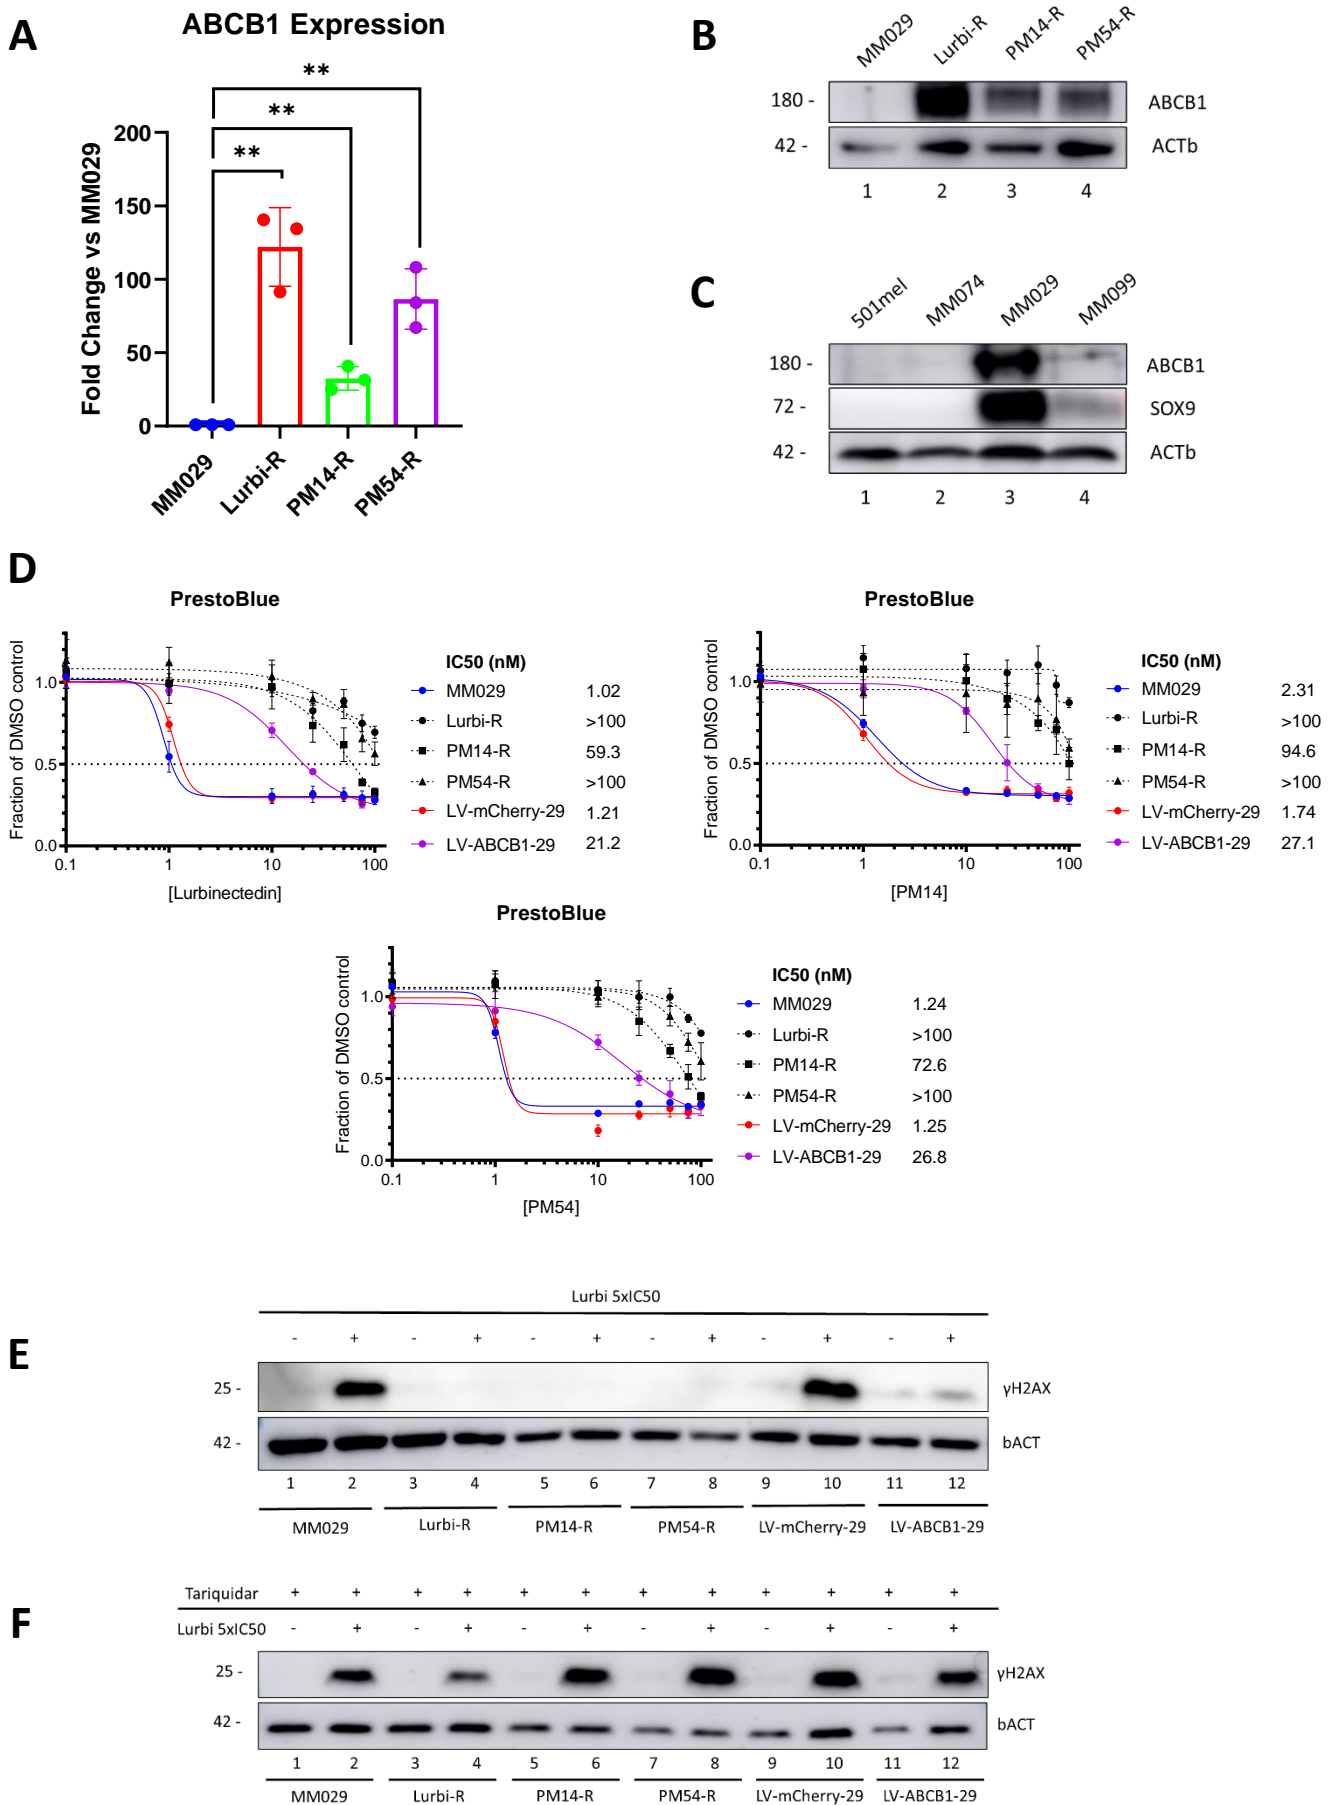 A
ABCB1 Expression
**
**
**
Fold Change vs MM029
200
150
100
50
0
MM029
Lurbi-R
PM14-R
PM54-R
B
MM029
Lurbi-R
PM14-R
PM54-R
180 -
ABCB1
42 -
ACTb
1 2 3 4
C
501mel
MM074
MM029
MM099
180 -
ABCB1
72 -
SOX9
42 -
ACTb
1 2 3 4
D
PrestoBlue
Fraction of DMSO control
1.0
0.5
0.0
0.1 1 10 100
[Lurbinectedin]
IC50 (nM)
MM029 1.02
Lurbi-R >100
PM14-R 59.3
PM54-R >100
LV-mCherry-29 1.21
LV-ABCB1-29 21.2
PrestoBlue
Fraction of DMSO control
1.0
0.5
0.0
0.1 1 10 100
[PM14]
IC50 (nM)
MM029 2.31
Lurbi-R >100
PM14-R 94.6
PM54-R >100
LV-mCherry-29 1.74
LV-ABCB1-29 27.1
PrestoBlue
Fraction of DMSO control
1.0
0.5
0.0
0.1 1 10 100
[PM54]
IC50 (nM)
MM029 1.24
Lurbi-R >100
PM14-R 72.6
PM54-R >100
LV-mCherry-29 1.25
LV-ABCB1-29 26.8
E
Lurbi 5xIC50
- + - + - + - + - + - +
25 -
γH2AX
42 -
bACT
1 2 3 4 5 6 7 8 9 10 11 12
MM029 Lurbi-R PM14-R PM54-R LV-mCherry-29 LV-ABCB1-29
F
Tariquidar + + + + + + + + + + + +
Lurbi 5xIC50 - + - + - + - + - + - +
25 -
γH2AX
42 -
bACT
1 2 3 4 5 6 7 8 9 10 11 12
MM029 Lurbi-R PM14-R PM54-R LV-mCherry-29 LV-ABCB1-29